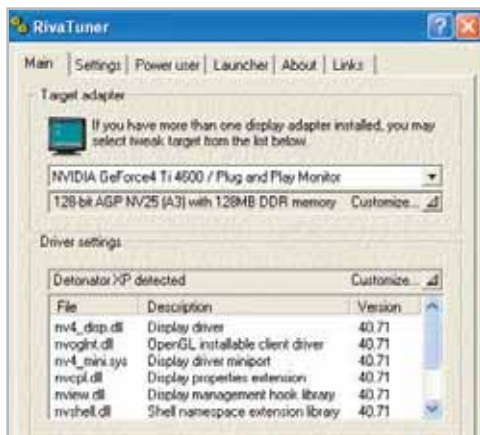 RivaTuner
Main Settings Power user Launcher About Links
Target adapter
If you have more than one display adapter installed, you may
select tweak target from the list below.
NVIDIA GeForce4 Ti 4600 / Plug and Play Monitor
128-bit AGP NV25 (A3) with 128MB DDR memory Customize...
Driver settings
Detonator XP detected Customize...
File Description Version
nv4_disp.dll Display driver 40.71
nvoglnt.dll OpenGL installable client driver 40.71
nv4_mini.sys Display driver miniport 40.71
nvcpl.dll Display properties extension 40.71
nview.dll Display management hook library 40.71
nvshell.dll Shell namespace extension library 40.71